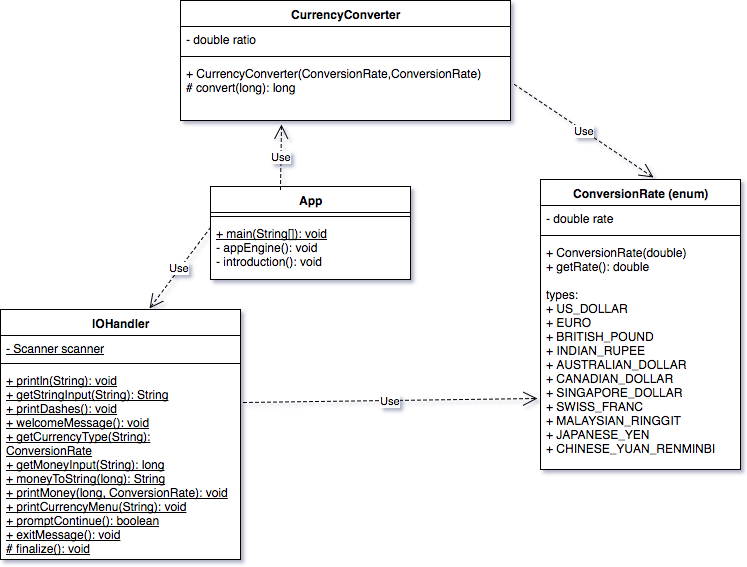 CurrencyConverter
- double ratio
+ CurrencyConverter(ConversionRate,ConversionRate)
# convert(long): long
Use
Use
App
+ main(String[]): void
- appEngine(): void
- introduction(): void
Use
ConversionRate (enum)
- double rate
+ ConversionRate(double)
+ getRate(): double
types:
+ US_DOLLAR
+ EURO
+ BRITISH_POUND
+ INDIAN_RUPEE
+ AUSTRALIAN_DOLLAR
+ CANADIAN_DOLLAR
+ SINGAPORE_DOLLAR
+ SWISS_FRANC
+ MALAYSIAN_RINGGIT
+ JAPANESE_YEN
+ CHINESE_YUAN_RENMINBI
IOHandler
- Scanner scanner
+ println(String): void
+ getStringInput(String): String
+ printDashes(): void
+ welcomeMessage(): void
+ getCurrencyType(String):
ConversionRate
+ getMoneyInput(String): long
+ moneyToString(long): String
+ printMoney(long, ConversionRate): void
+ printCurrencyMenu(String): void
+ promptContinue(): boolean
+ exitMessage(): void
# finalize(): void
Use